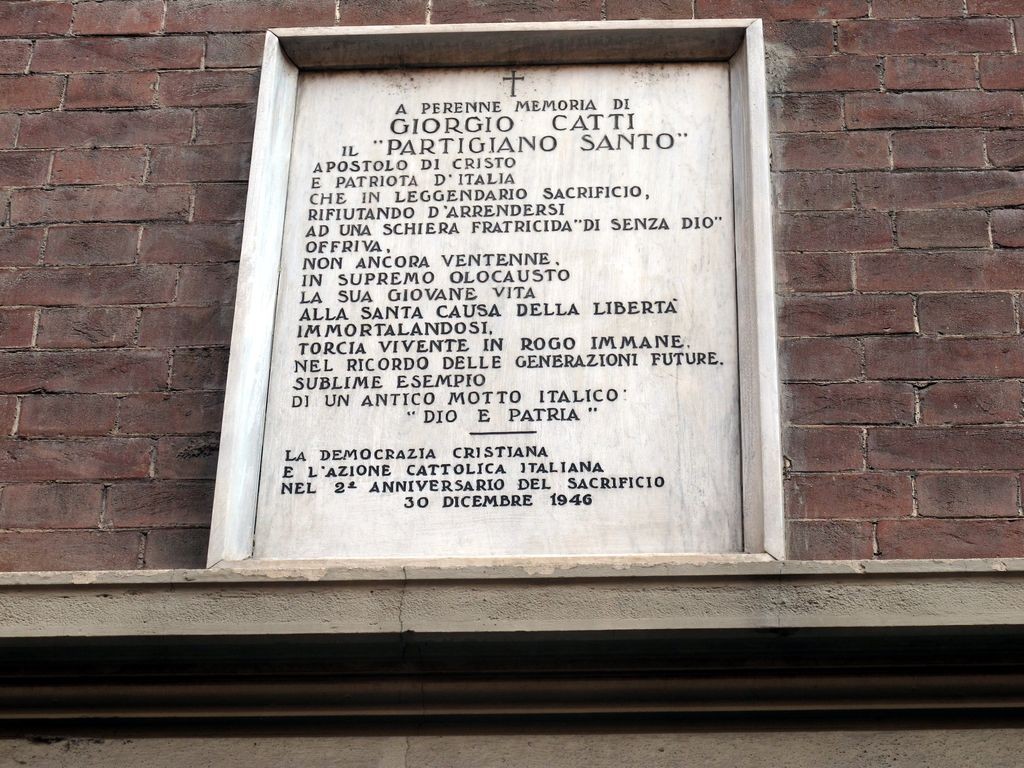 A PERENNE MEMORIA DI
GIORGIO CATTI
IL "PARTIGIANO SANTO"
APOSTOLO DI CRISTO
E PATRIOTA D'ITALIA
CHE IN LEGGENDARIO SACRIFICIO,
RIFIUTANDO D'ARRENDERSI
AD UNA SCHIERA FRATRICIDA "DI SENZA DIO"
OFFRIVA,
NON ANCORA VENTENNE,
IN SUPREMO OLOCAUSTO
LA SUA GIOVANE VITA
ALLA SANTA CAUSA DELLA LIBERTÀ
IMMORTALANDOSI,
TORCIA VIVENTE IN ROGO IMMANE,
NEL RICORDO DELLE GENERAZIONI FUTURE.
SUBLIME ESEMPIO
DI UN ANTICO MOTTO ITALICO:
"DIO E PATRIA"
LA DEMOCRAZIA CRISTIANA
E L'AZIONE CATTOLICA ITALIANA
NEL 2º ANNIVERSARIO DEL SACRIFICIO
30 DICEMBRE 1946